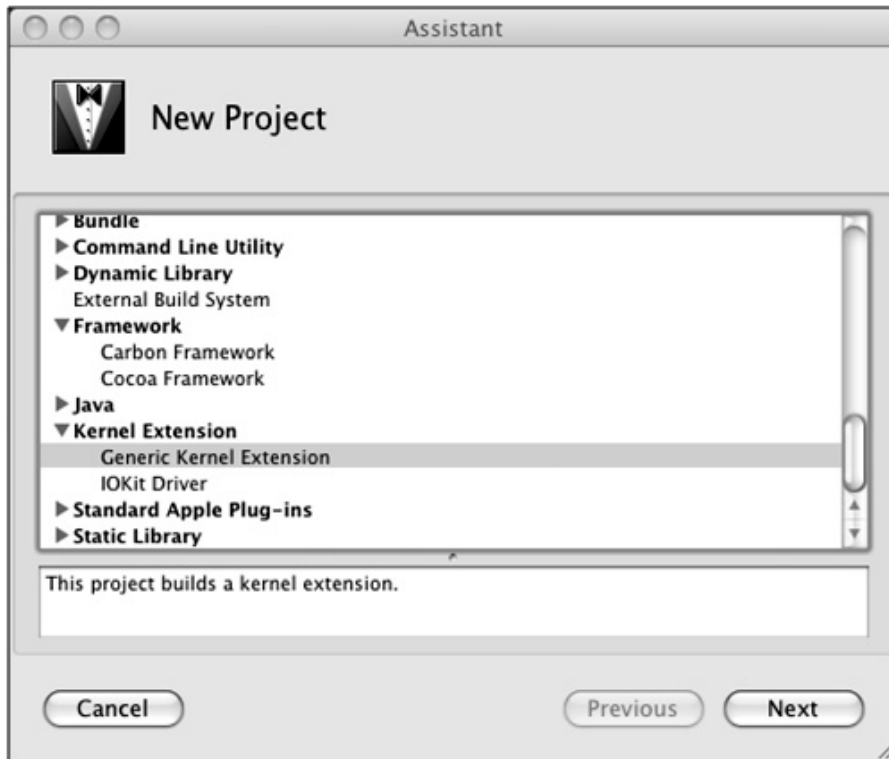 Assistant
New Project
Bundle
Command Line Utility
Dynamic Library
External Build System
Framework
Carbon Framework
Cocoa Framework
Java
Kernel Extension
Generic Kernel Extension
IOKit Driver
Standard Apple Plug-ins
Static Library
This project builds a kernel extension.
Cancel
Previous
Next